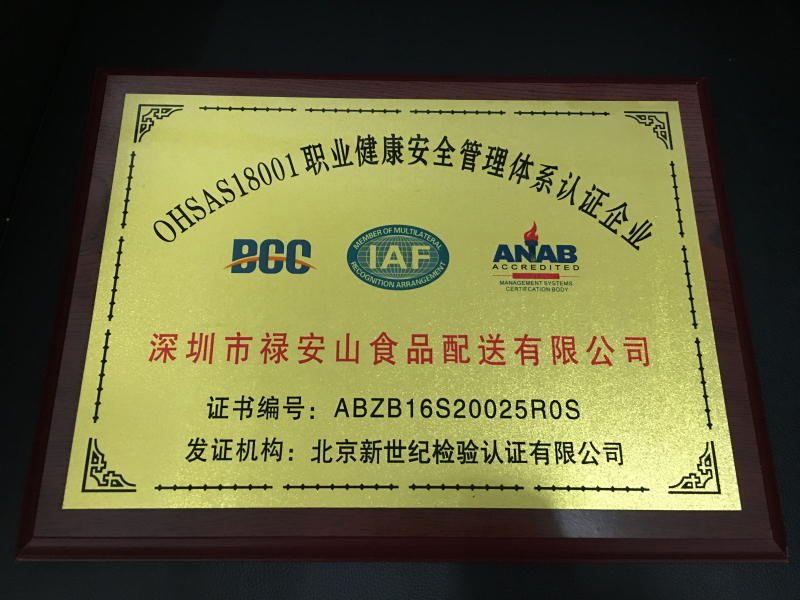 OHSAS18001职业健康安全管理体系认证企业
BCC
MEMBER OF MULTILATERAL
IAF
RECOGNITION ARRANGEMENT
ANAB
ACCREDITED
MANAGEMENT SYSTEMS
CERTIFCATION BODY
深圳市禄安山食品配送有限公司
证书编号：ABZB16S20025R0S
发证机构：北京新世纪检验认证有限公司